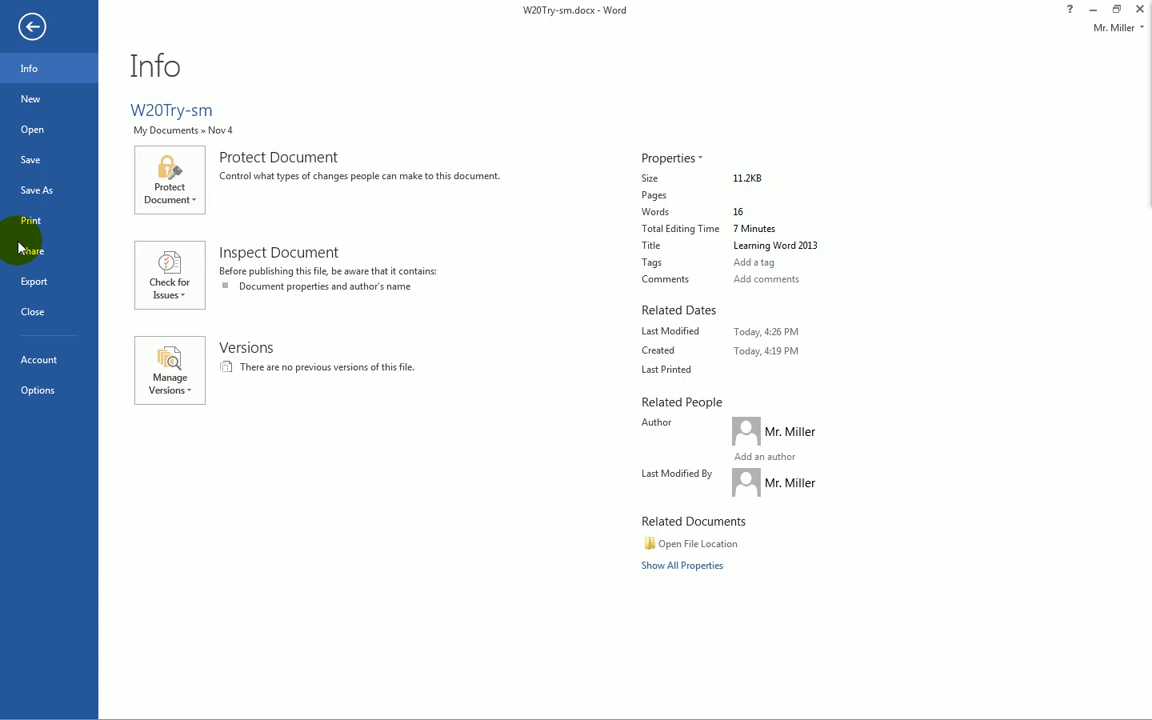 W20Try-sm.docx - Word
?
Mr. Miller
Info
New
Open
Save
Save As
Print
Share
Export
Close
Account
Options
Info
W20Try-sm
My Documents » Nov 4
Protect Document
Protect Document
Control what types of changes people can make to this document.
Check for Issues
Inspect Document
Before publishing this file, be aware that it contains:
Document properties and author's name
Manage Versions
Versions
There are no previous versions of this file.
Properties
Size 11.2KB
Pages
Words 16
Total Editing Time 7 Minutes
Title Learning Word 2013
Tags Add a tag
Comments Add comments
Related Dates
Last Modified Today, 4:26 PM
Created Today, 4:19 PM
Last Printed
Related People
Author Mr. Miller
Add an author
Last Modified By Mr. Miller
Related Documents
Open File Location
Show All Properties